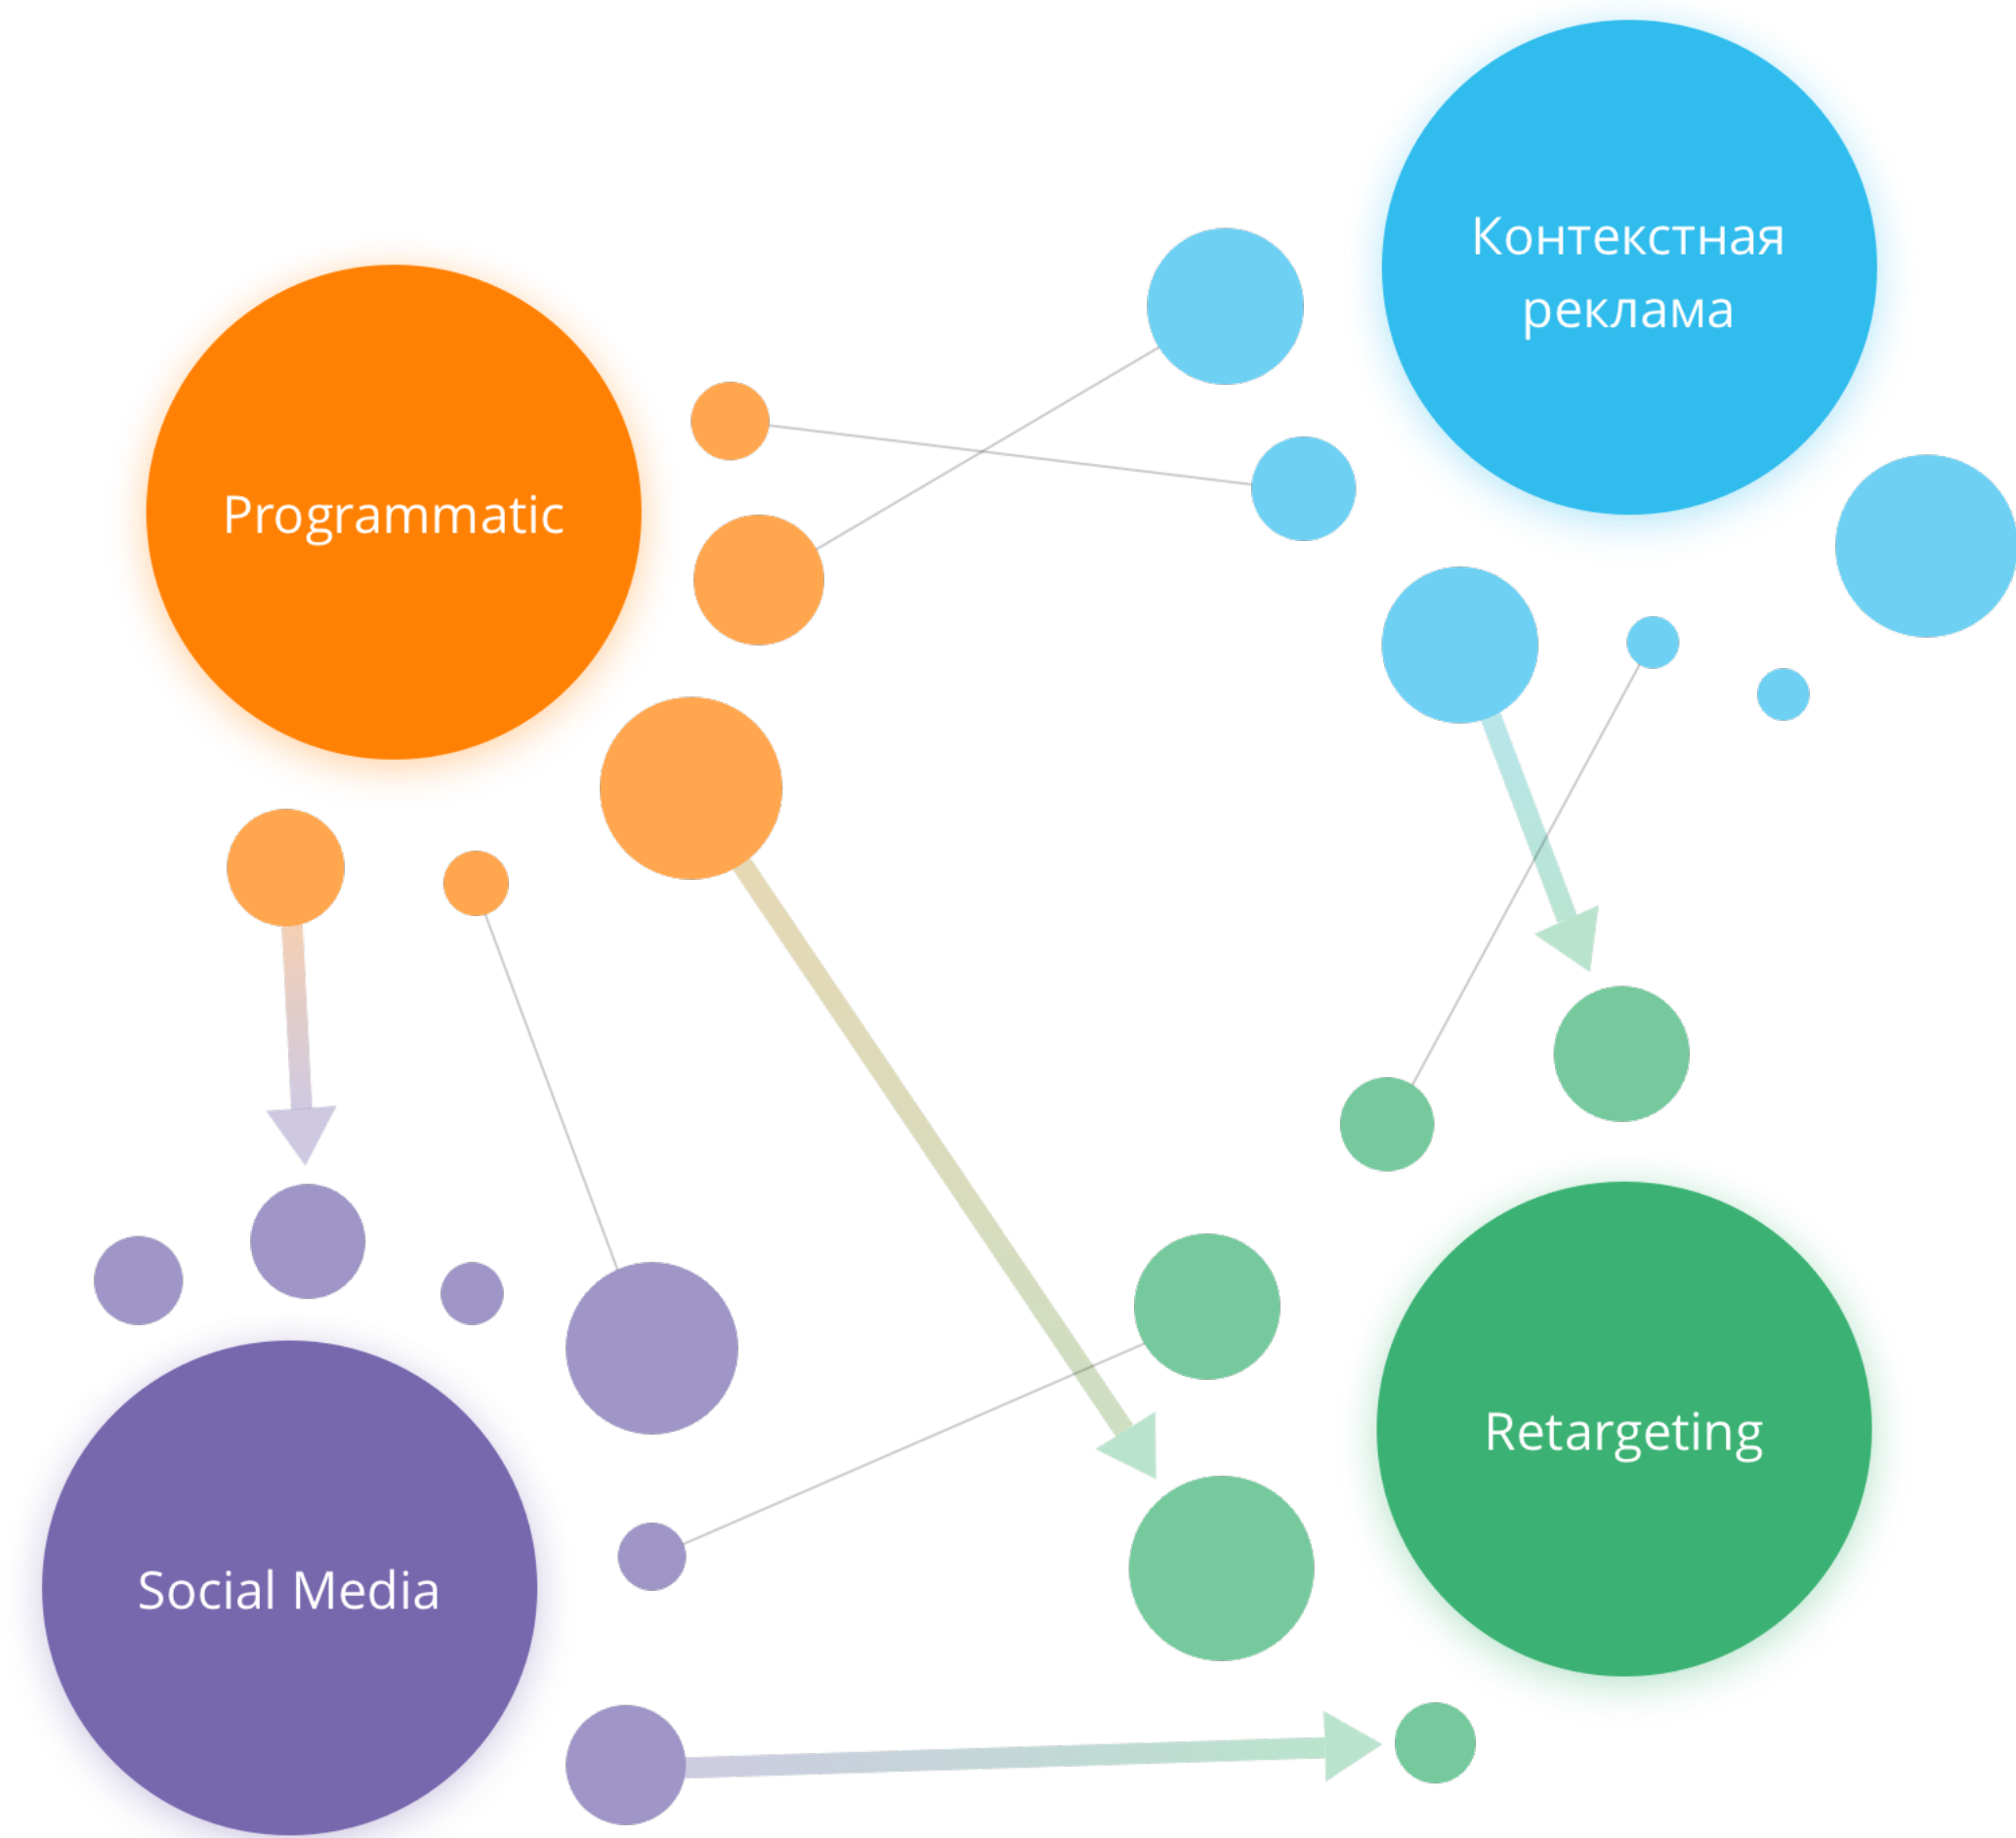 Контекстная
реклама
Programmatic
Retargeting
Social Media